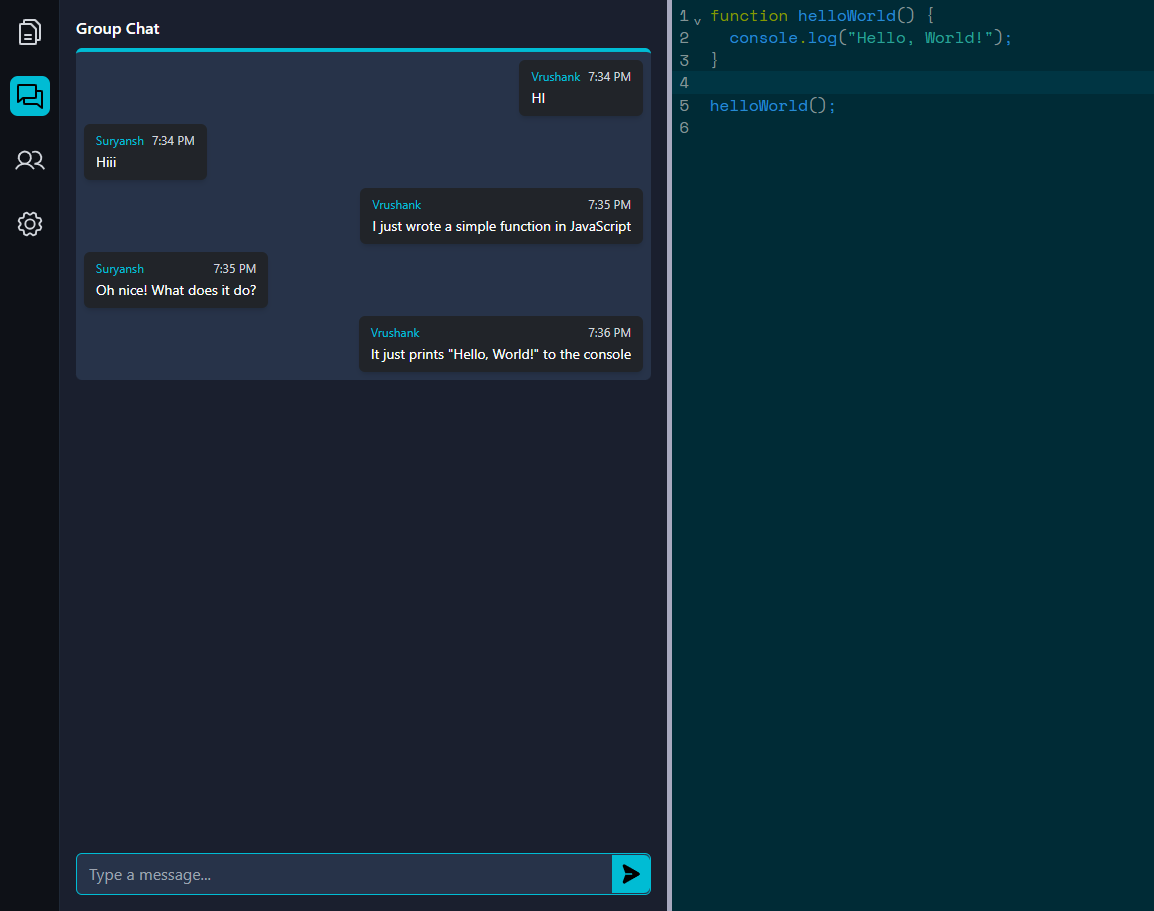 Group Chat
Vrushank 7:34 PM
HI
Suryansh 7:34 PM
Hiii
Vrushank 7:35 PM
I just wrote a simple function in JavaScript
Suryansh 7:35 PM
Oh nice! What does it do?
Vrushank 7:36 PM
It just prints "Hello, World!" to the console
Type a message...
1 function helloWorld() {
2   console.log("Hello, World!");
3 }
4
5 helloWorld();
6